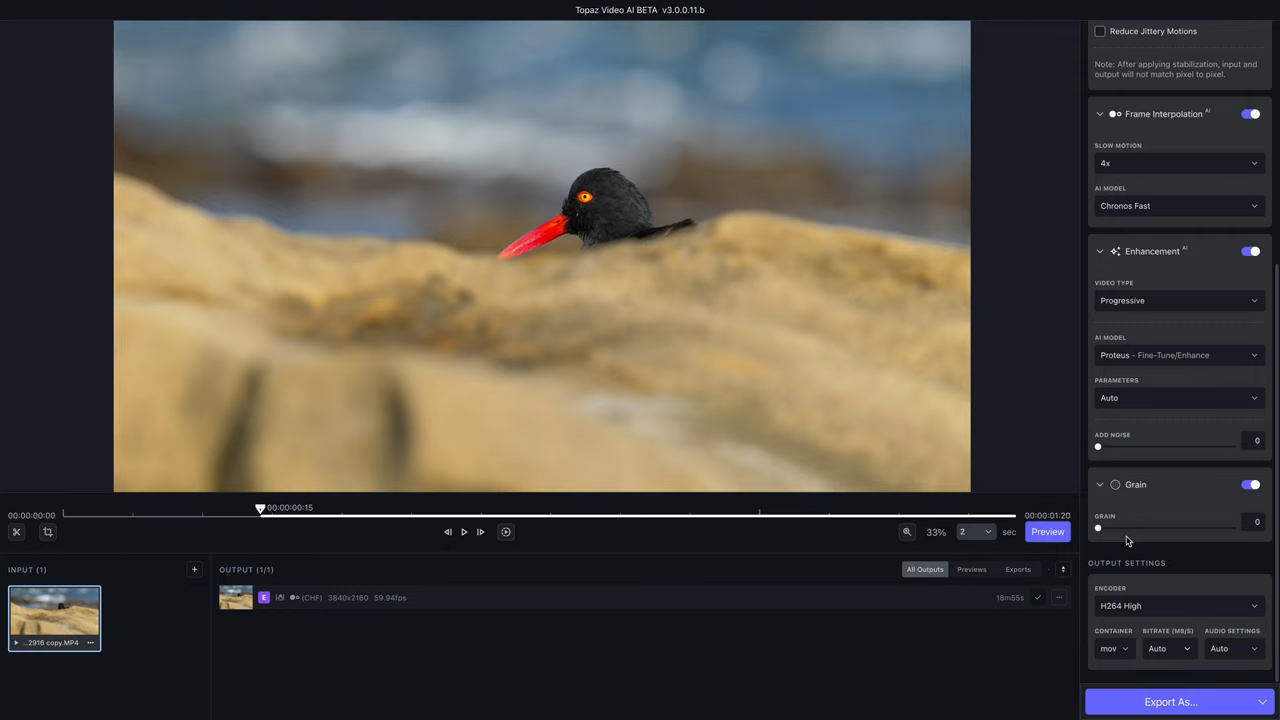 Topaz Video AI BETA v3.0.0.11.b
Reduce Jittery Motions
Note: After applying stabilization, input and
output will not match pixel to pixel.
Frame Interpolation AI
SLOW MOTION
4x
AI MODEL
Chronos Fast
Enhancement AI
VIDEO TYPE
Progressive
AI MODEL
Proteus - Fine-Tune/Enhance
PARAMETERS
Auto
ADD NOISE
0
Grain
GRAIN
0
OUTPUT SETTINGS
ENCODER
H264 High
CONTAINER BITRATE (MB/S) AUDIO SETTINGS
mov Auto Auto
Export As...
00:00:00:00 00:00:00:15 00:00:01:20
33% 2 sec Preview
INPUT (1)
+
...2916 copy.MP4 •••
OUTPUT (1/1) All Outputs Previews Exports
E (CHF) 3840x2160 59.94fps 18m55s ✓ •••